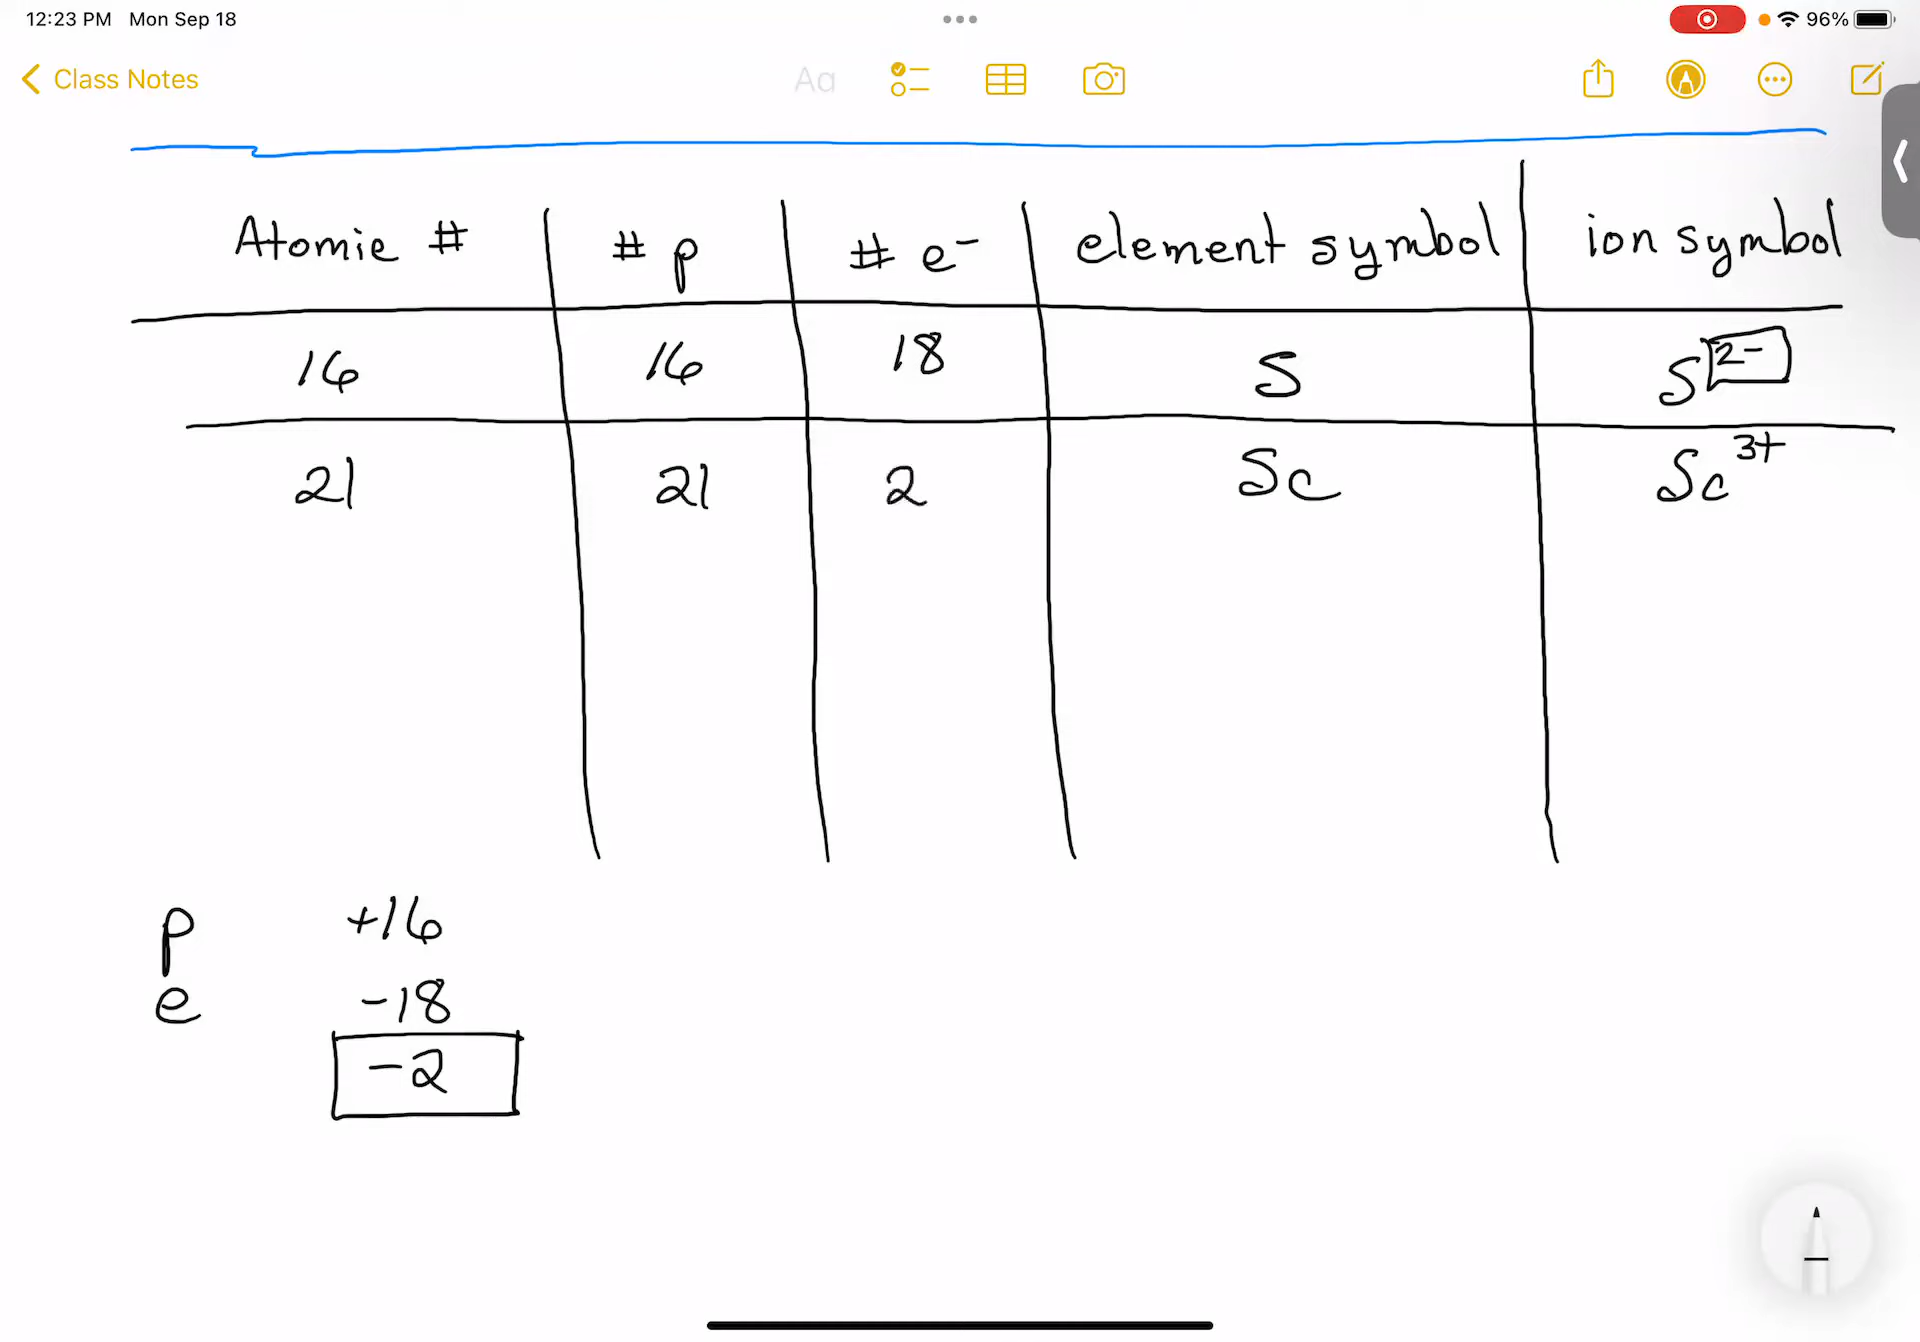 12:23 PM Mon Sep 18 96%
Class Notes Aa
Atomic # # p # e⁻ element symbol ion symbol
16 16 18 S S²⁻
21 21 2 Sc Sc³⁺
p +16
e -18
-2